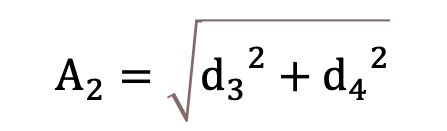 A₂ = √(d₃² + d₄²)